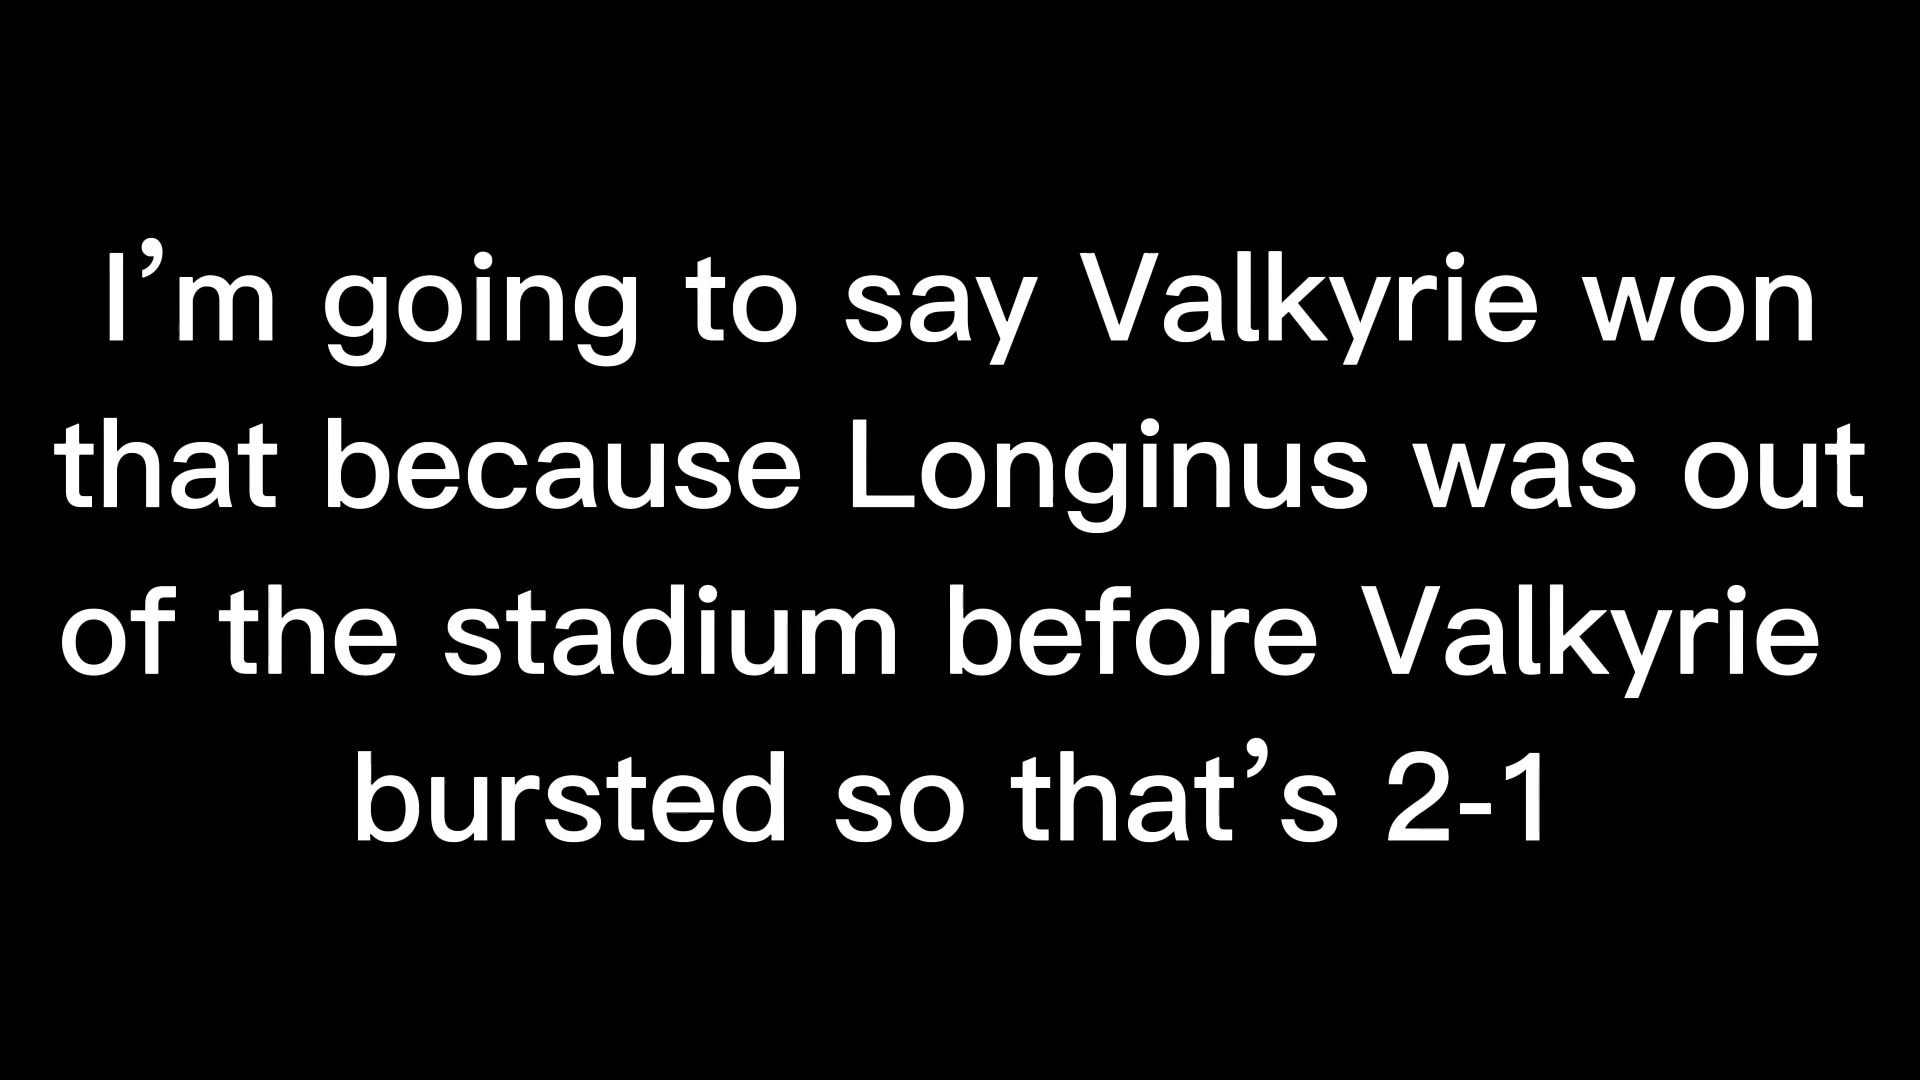 I’m going to say Valkyrie won
that because Longinus was out
of the stadium before Valkyrie
bursted so that’s 2-1